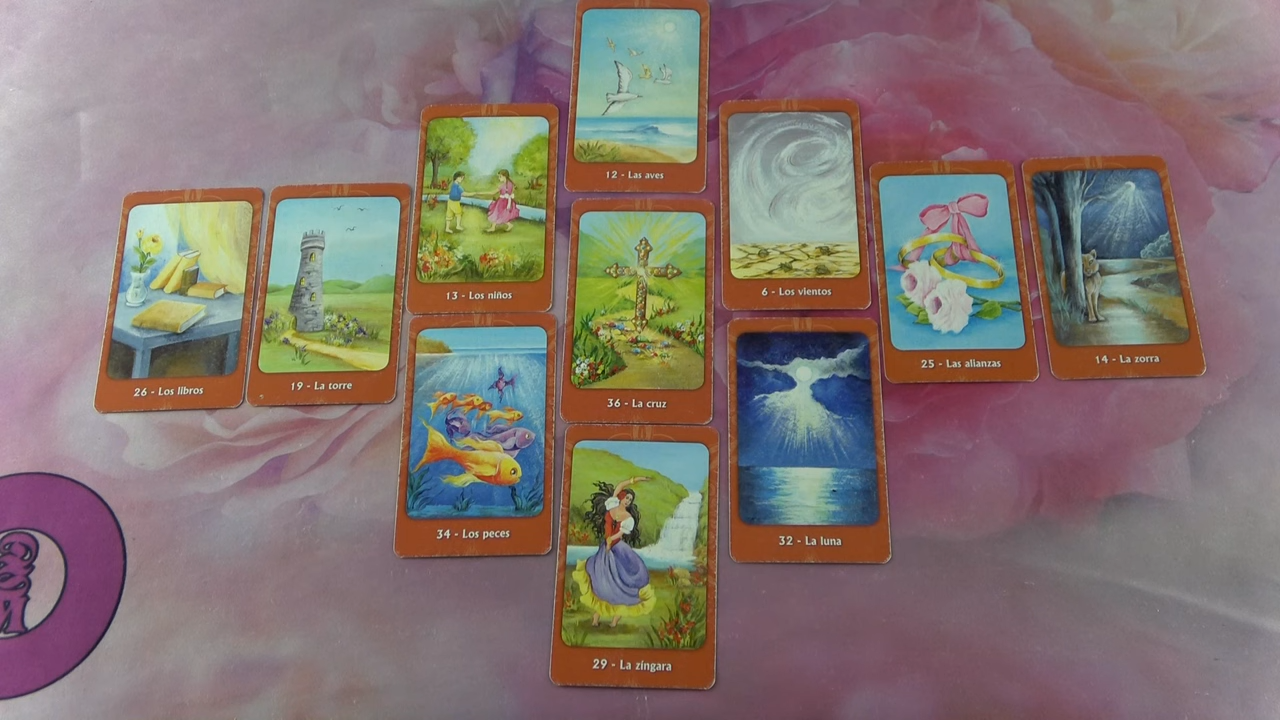 12 - Las aves
13 - Los niños
6 - Los vientos
26 - Los libros
19 - La torre
36 - La cruz
25 - Las alianzas
14 - La zorra
34 - Los peces
32 - La luna
29 - La zíngara